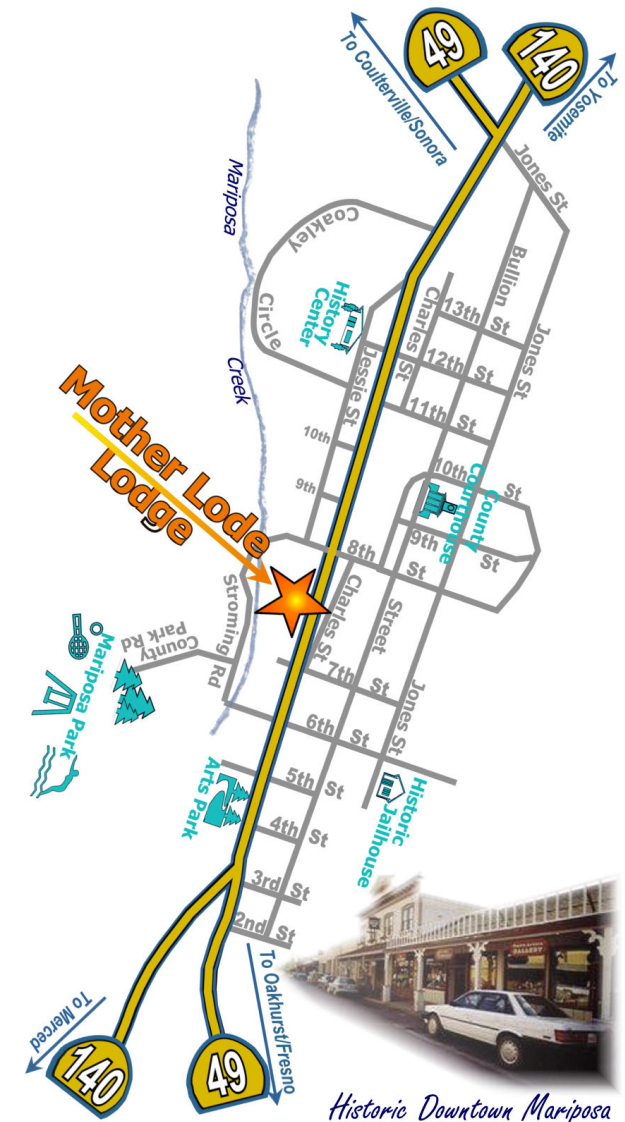 49
140
To Coulterville/Sonora
To Yosemite
Jones St
Mariposa
Creek
Coakley
Circle
Bullion
History
Center
Charles St
13th St
Jones St
12th St
Jessie St
11th St
Mother Lode
Lodge
10th
10th St
County
Courthouse
9th
9th St
8th St
Stroming Rd
Charles St
Street
County
Park Rd
7th St
Mariposa Park
Jones St
6th St
Arts Park
5th St
Historic
Jailhouse
4th St
3rd St
2nd St
To Merced
To Oakhurst/Fresno
140
49
GALLERY
Historic Downtown Mariposa